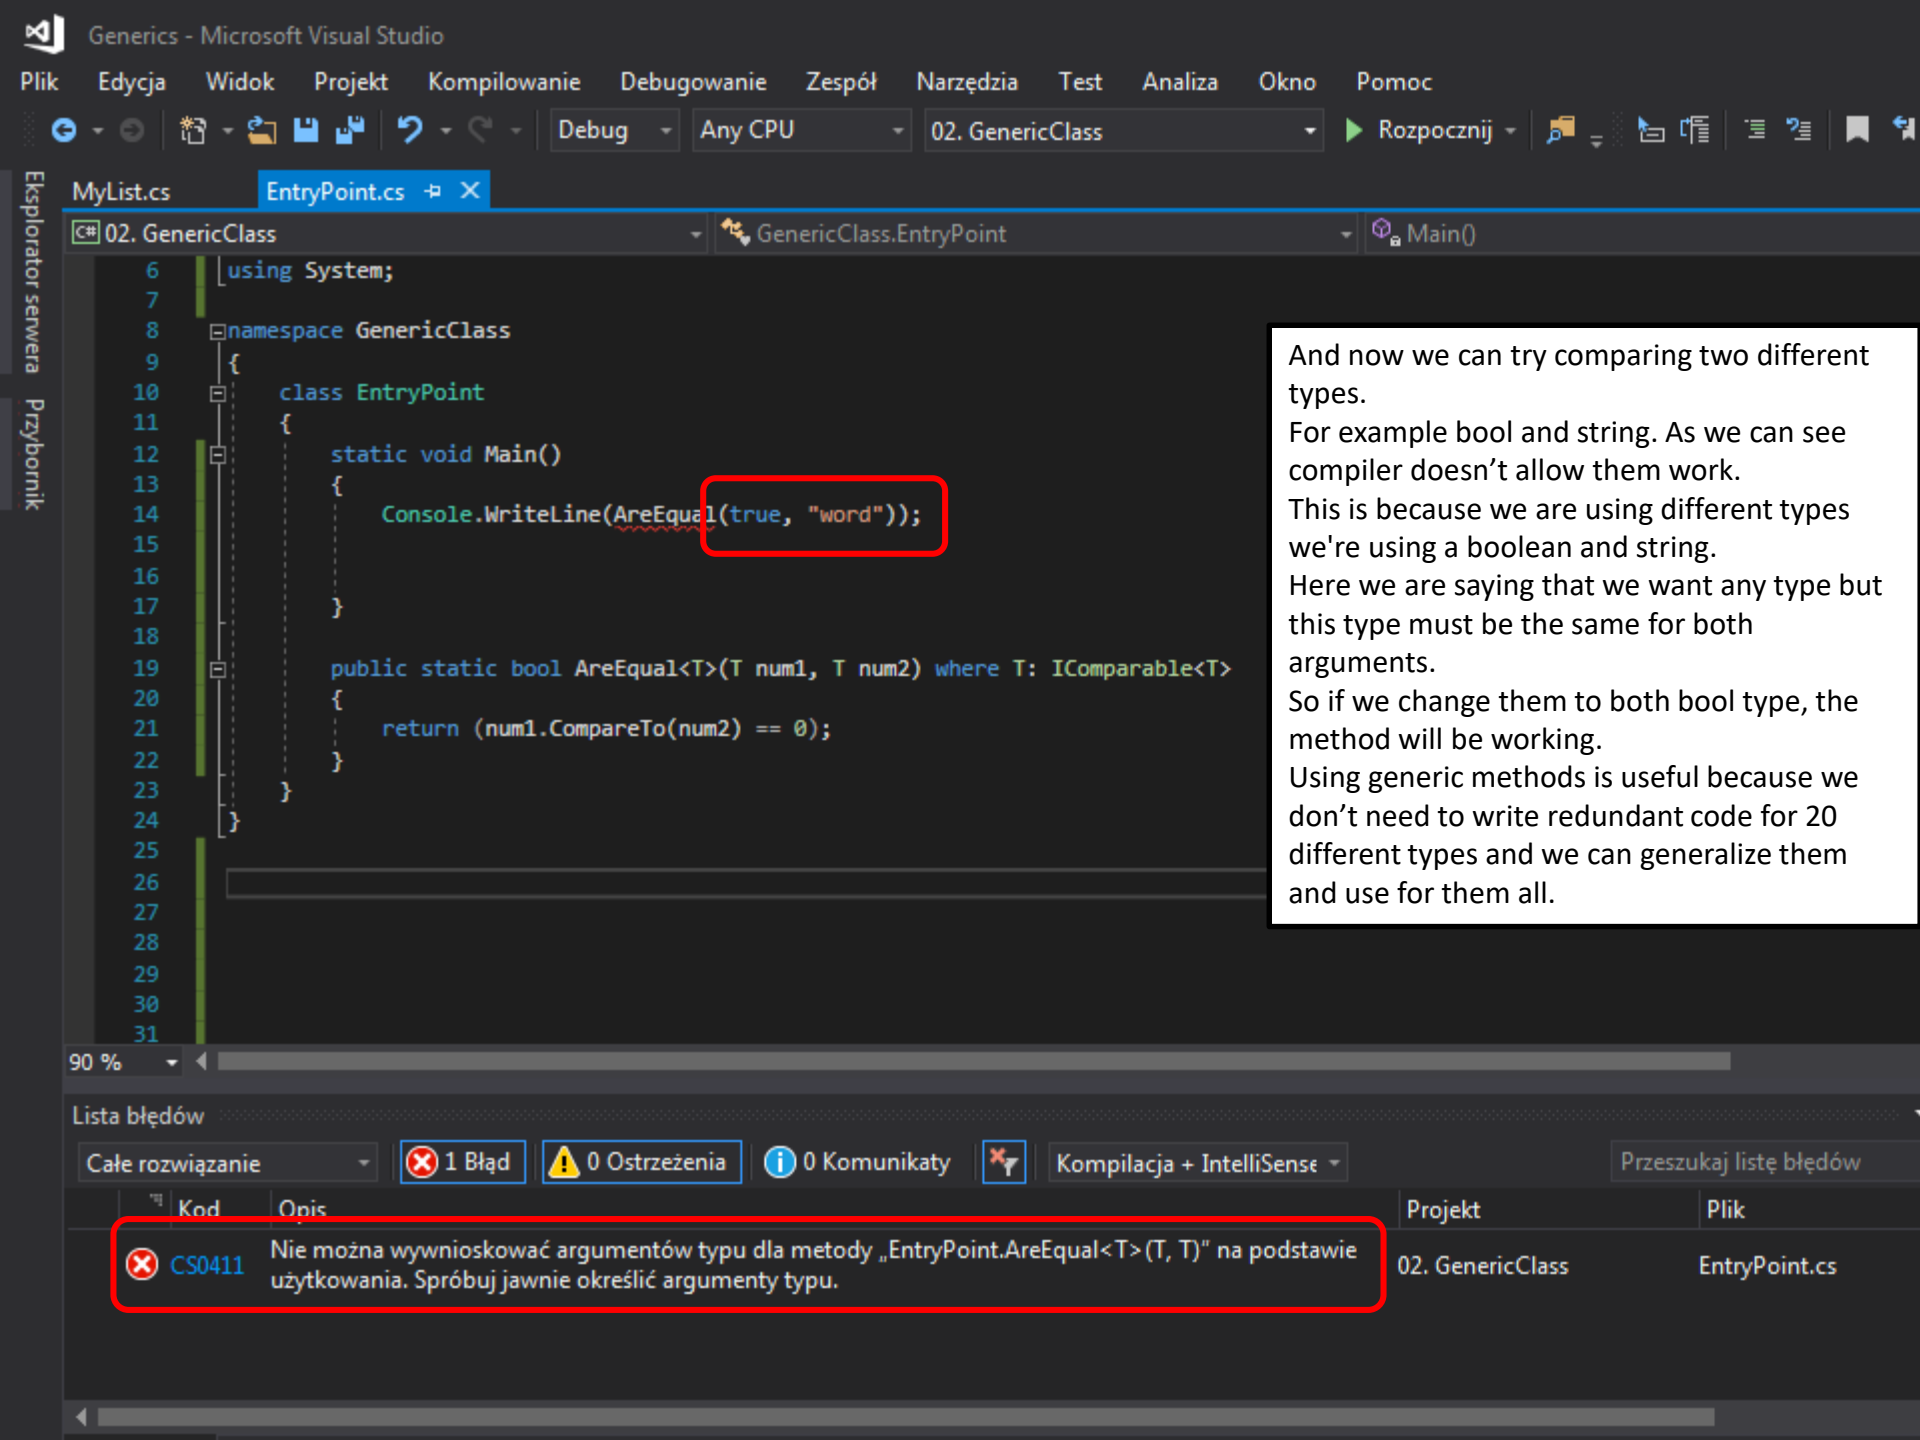 Generics - Microsoft Visual Studio
Plik Edycja Widok Projekt Kompilowanie Debugowanie Zespół Narzędzia Test Analiza Okno Pomoc
Debug Any CPU 02. GenericClass Rozpocznij
Eksplorator serwera
Przybornik
MyList.cs EntryPoint.cs
C# 02. GenericClass GenericClass.EntryPoint Main()
6 using System;
7
8 namespace GenericClass
9 {
10 class EntryPoint
11 {
12 static void Main()
13 {
14 Console.WriteLine(AreEqual(true, "word"));
15
16
17 }
18
19 public static bool AreEqual<T>(T num1, T num2) where T: IComparable<T>
20 {
21 return (num1.CompareTo(num2) == 0);
22 }
23 }
24 }
25
26
27
28
29
30
31
And now we can try comparing two different
types.
For example bool and string. As we can see
compiler doesn’t allow them work.
This is because we are using different types
we're using a boolean and string.
Here we are saying that we want any type but
this type must be the same for both
arguments.
So if we change them to both bool type, the
method will be working.
Using generic methods is useful because we
don’t need to write redundant code for 20
different types and we can generalize them
and use for them all.
90 %
Lista błędów
Całe rozwiązanie 1 Błąd 0 Ostrzeżenia 0 Komunikaty Kompilacja + IntelliSense Przeszukaj listę błędów
Kod Opis Projekt Plik
CS0411 Nie można wywnioskować argumentów typu dla metody „EntryPoint.AreEqual<T>(T, T)” na podstawie
użytkowania. Spróbuj jawnie określić argumenty typu. 02. GenericClass EntryPoint.cs